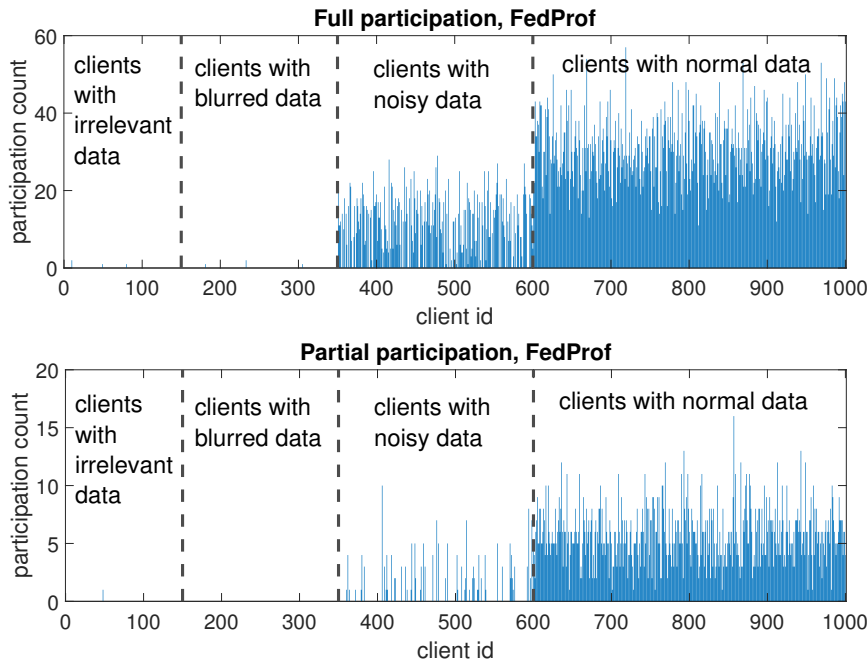 Full participation, FedProf
60
40
20
0
participation count
clients
with
irrelevant
data
clients with
blurred data
clients with
noisy data
clients with normal data
0 100 200 300 400 500 600 700 800 900 1000
client id
Partial participation, FedProf
20
15
10
5
0
participation count
clients
with
irrelevant
data
clients with
blurred data
clients with
noisy data
clients with normal data
0 100 200 300 400 500 600 700 800 900 1000
client id